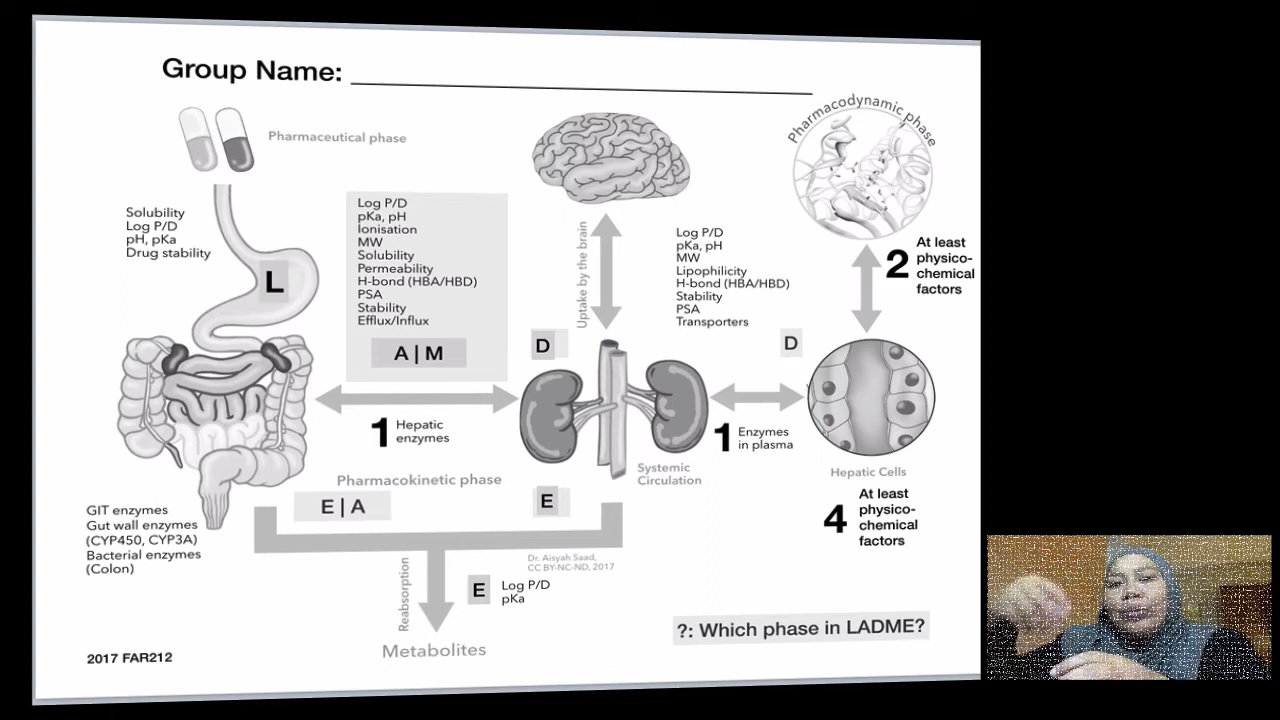 Group Name:
Pharmaceutical phase
Pharmacodynamic phase
Solubility
Log P/D
pH, pKa
Drug stability
L
Log P/D
pKa, pH
Ionisation
MW
Solubility
Permeability
H-bond (HBA/HBD)
PSA
Stability
Efflux/Influx
A | M
Uptake by the brain
Log P/D
pKa, pH
MW
Lipophilicity
H-bond (HBA/HBD)
Stability
PSA
Transporters
2
At least
physico-
chemical
factors
D
D
1
Hepatic
enzymes
1
Enzymes
in plasma
Pharmacokinetic phase
Systemic
Circulation
Hepatic Cells
4
At least
physico-
chemical
factors
E | A
E
GIT enzymes
Gut wall enzymes
(CYP450, CYP3A)
Bacterial enzymes
(Colon)
Dr. Aisyah Saad,
CC BY-NC-ND, 2017
Reabsorption
E
Log P/D
pKa
Metabolites
?: Which phase in LADME?
2017 FAR212